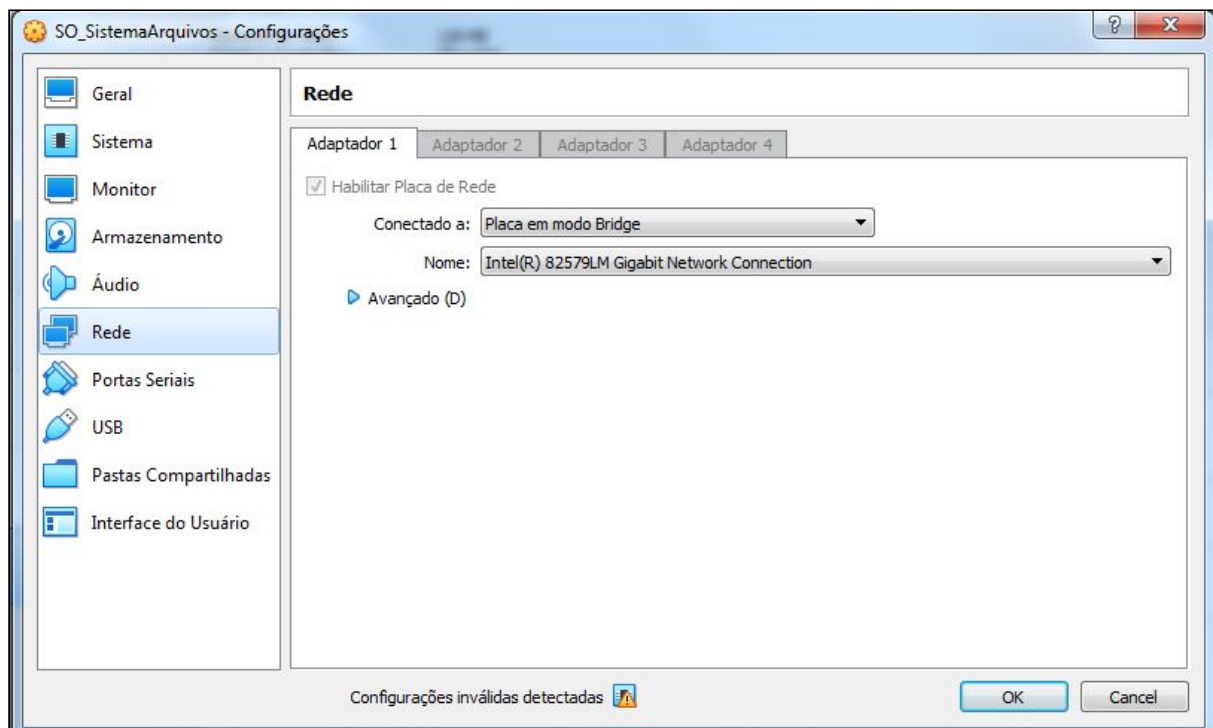 SO_SistemaArquivos - Configurações
?
Geral
Sistema
Monitor
Armazenamento
Áudio
Rede
Portas Seriais
USB
Pastas Compartilhadas
Interface do Usuário
Rede
Adaptador 1 Adaptador 2 Adaptador 3 Adaptador 4
Habilitar Placa de Rede
Conectado a: Placa em modo Bridge
Nome: Intel(R) 82579LM Gigabit Network Connection
Avançado (D)
Configurações inválidas detectadas
OK Cancel